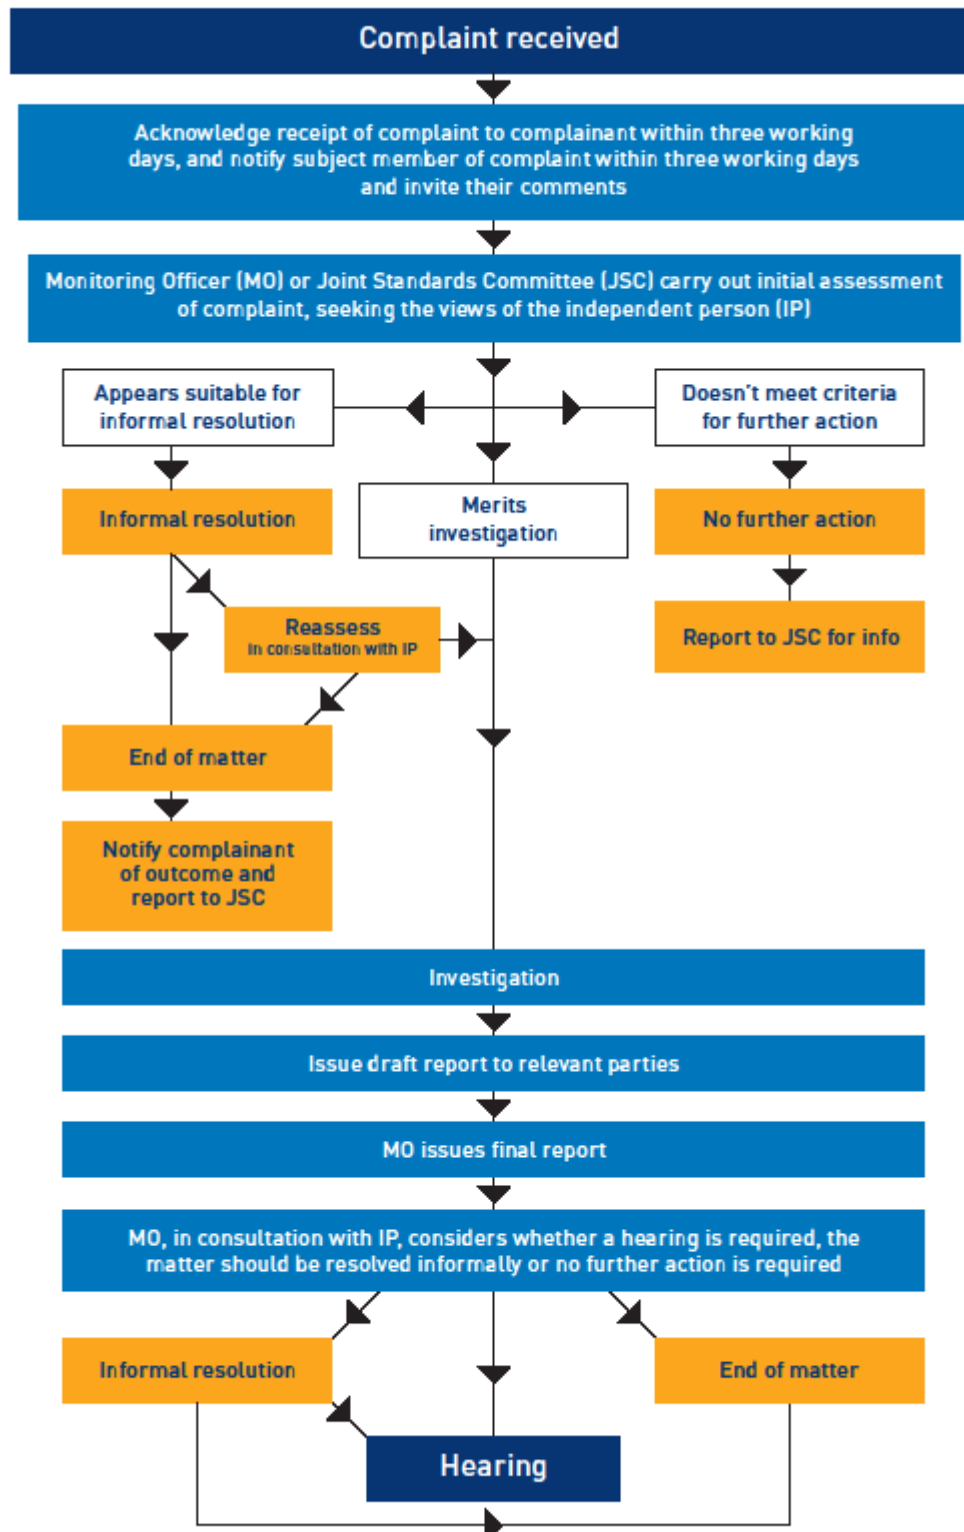 Complaint received
Acknowledge receipt of complaint to complainant within three working
days, and notify subject member of complaint within three working days
and invite their comments
Monitoring Officer (MO) or Joint Standards Committee (JSC) carry out initial assessment
of complaint, seeking the views of the independent person (IP)
Appears suitable for
informal resolution
Doesn't meet criteria
for further action
Merits
investigation
Informal resolution
No further action
Reassess
in consultation with IP
Report to JSC for info
End of matter
Notify complainant
of outcome and
report to JSC
Investigation
Issue draft report to relevant parties
MO issues final report
MO, in consultation with IP, considers whether a hearing is required, the
matter should be resolved informally or no further action is required
Informal resolution
End of matter
Hearing